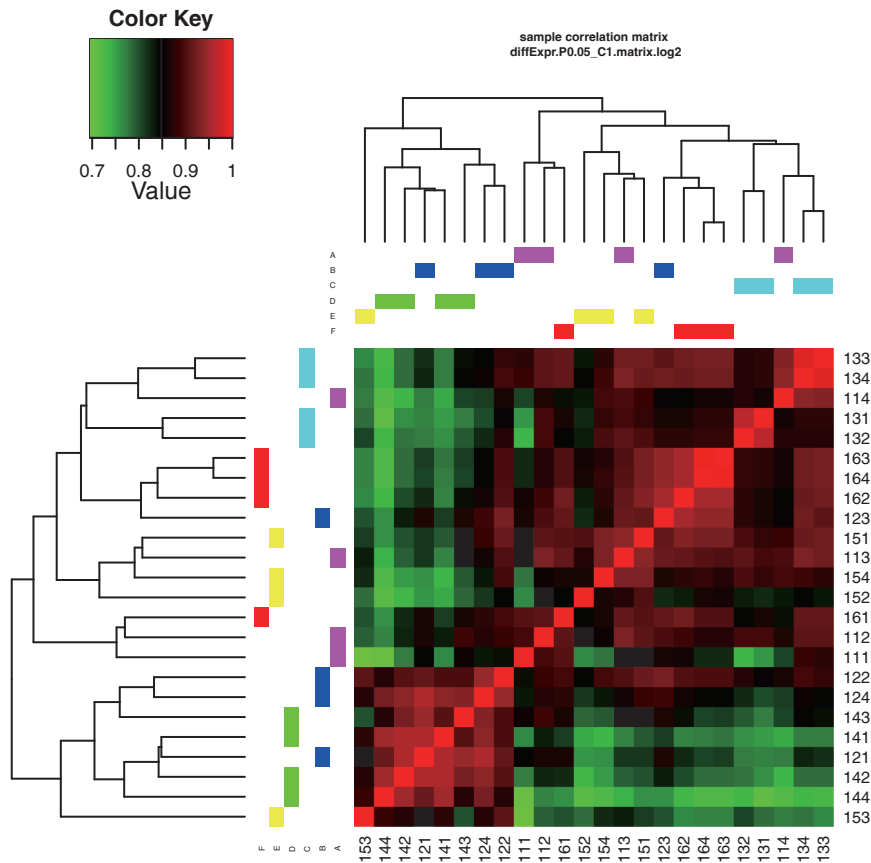 Color Key
0.7 0.8 0.9 1
Value
sample correlation matrix
diffExpr.P0.05_C1.matrix.log2
A
B
C
D
E
F
133
134
114
131
132
163
164
162
123
151
113
154
152
161
112
111
122
124
143
141
121
142
144
153
F E D C B A
153 144 142 121 141 143 124 122 111 112 161 152 154 113 151 123 162 164 163 132 131 114 134 133